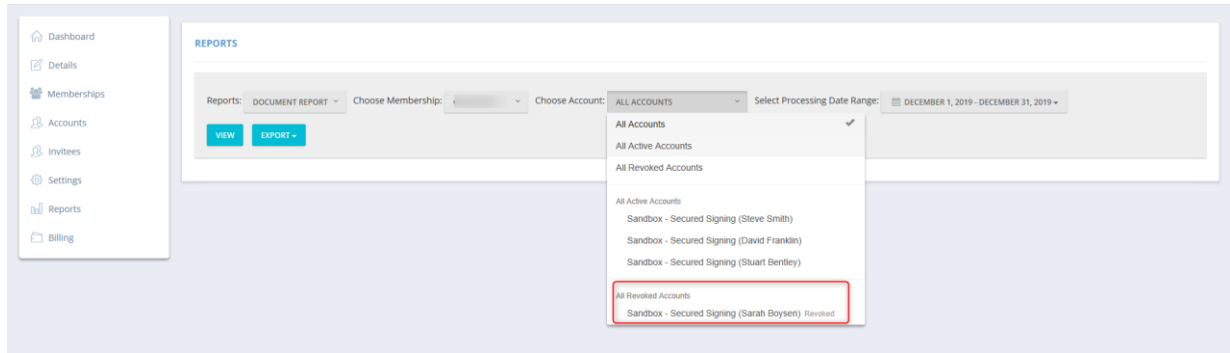 Dashboard
Details
Memberships
Accounts
Invitees
Settings
Reports
Billing
REPORTS
Reports: DOCUMENT REPORT Choose Membership: Choose Account: ALL ACCOUNTS Select Processing Date Range: DECEMBER 1, 2019 - DECEMBER 31, 2019
VIEW EXPORT
All Accounts
All Active Accounts
All Revoked Accounts
All Active Accounts
Sandbox - Secured Signing (Steve Smith)
Sandbox - Secured Signing (David Franklin)
Sandbox - Secured Signing (Stuart Bentley)
All Revoked Accounts
Sandbox - Secured Signing (Sarah Boysen) Revoked